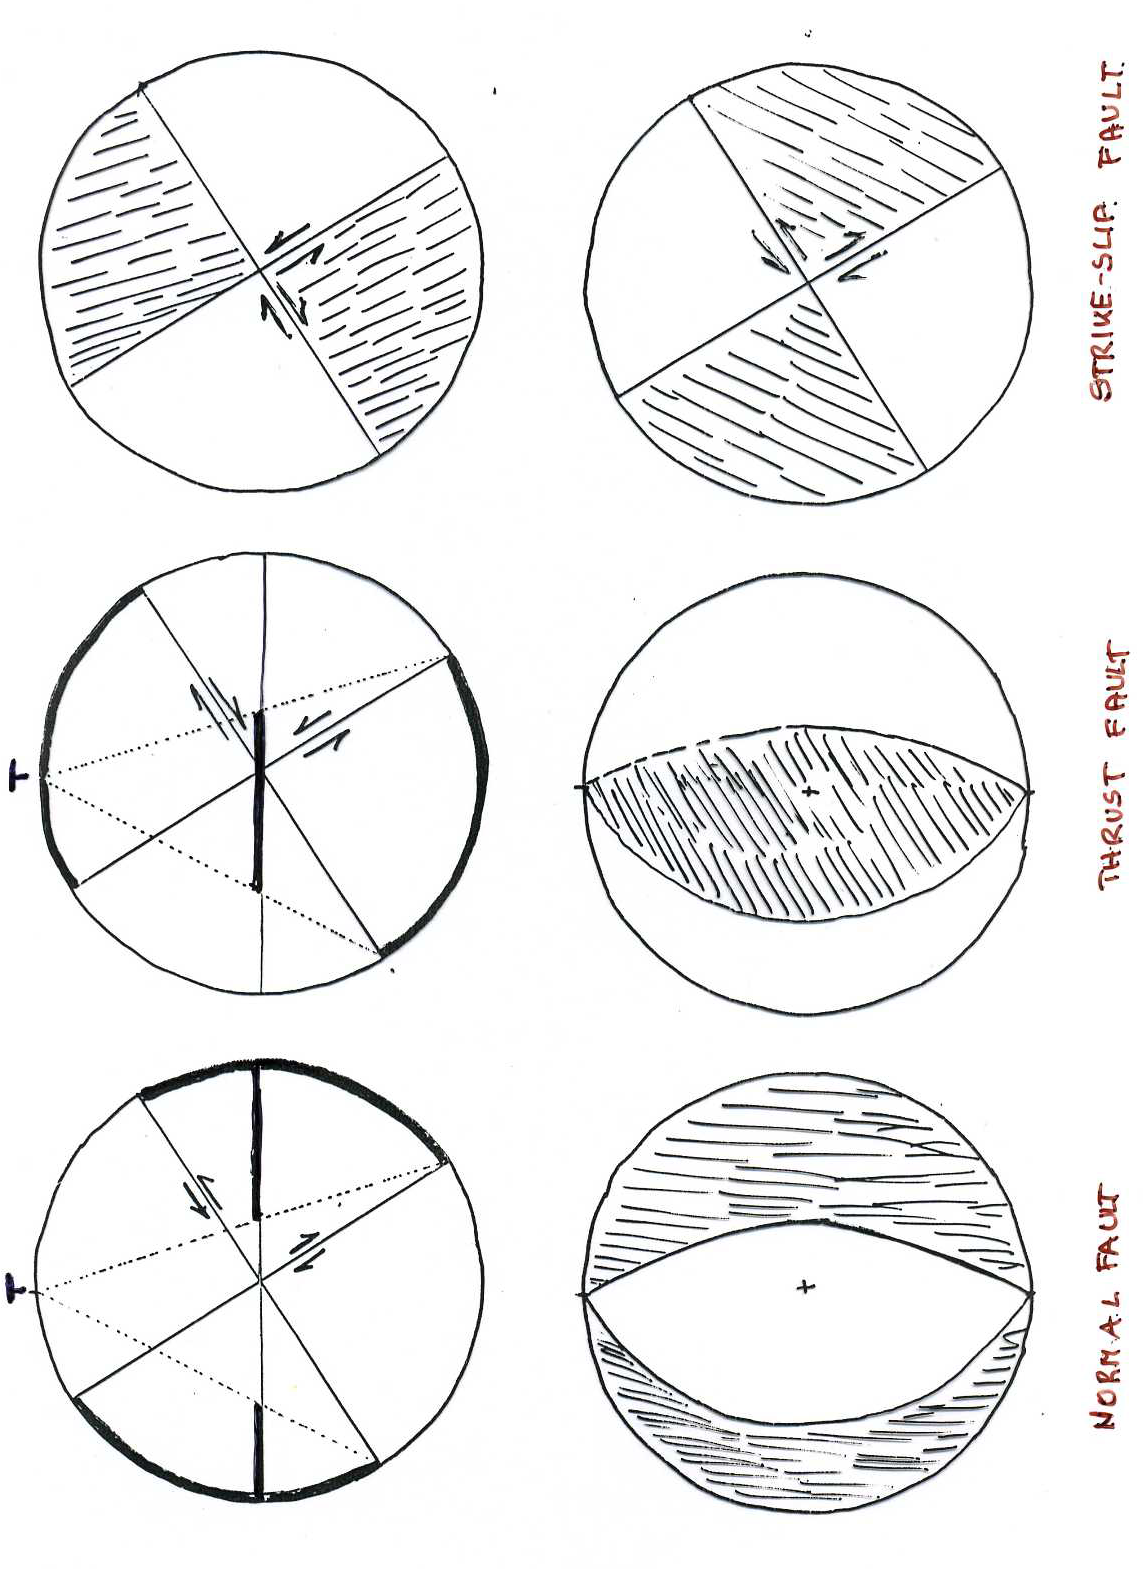 T
T
NORMAL FAULT
THRUST FAULT
STRIKE-SLIP. FAULT.